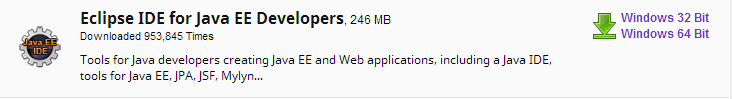 Eclipse IDE for Java EE Developers, 246 MB
Downloaded 953,845 Times
Java EE
IDE
Tools for Java developers creating Java EE and Web applications, including a Java IDE,
tools for Java EE, JPA, JSF, Mylyn...
Windows 32 Bit
Windows 64 Bit